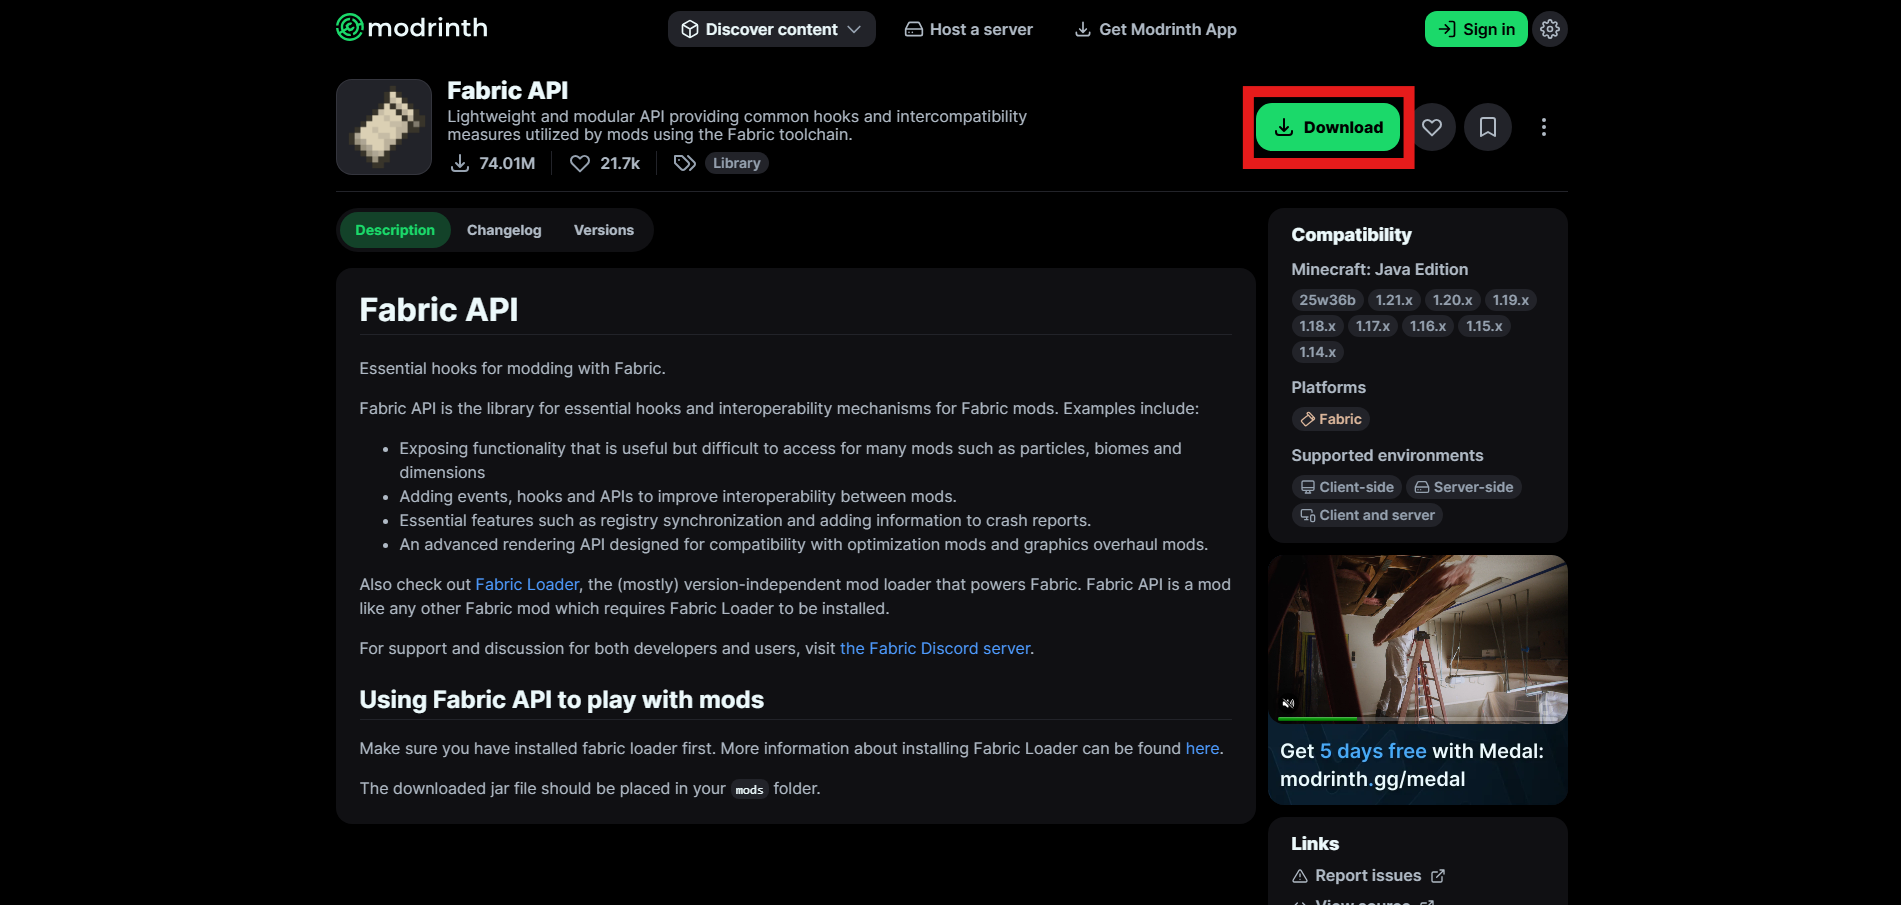 modrinth
Discover content
Host a server
Get Modrinth App
Sign in
Fabric API
Lightweight and modular API providing common hooks and intercompatibility
measures utilized by mods using the Fabric toolchain.
74.01M
21.7k
Library
Download
Description
Changelog
Versions
Fabric API
Essential hooks for modding with Fabric.
Fabric API is the library for essential hooks and interoperability mechanisms for Fabric mods. Examples include:
• Exposing functionality that is useful but difficult to access for many mods such as particles, biomes and
dimensions
• Adding events, hooks and APIs to improve interoperability between mods.
• Essential features such as registry synchronization and adding information to crash reports.
• An advanced rendering API designed for compatibility with optimization mods and graphics overhaul mods.
Also check out Fabric Loader, the (mostly) version-independent mod loader that powers Fabric. Fabric API is a mod
like any other Fabric mod which requires Fabric Loader to be installed.
For support and discussion for both developers and users, visit the Fabric Discord server.
Using Fabric API to play with mods
Make sure you have installed fabric loader first. More information about installing Fabric Loader can be found here.
The downloaded jar file should be placed in your mods folder.
Compatibility
Minecraft: Java Edition
25w36b 1.21.x 1.20.x 1.19.x
1.18.x 1.17.x 1.16.x 1.15.x
1.14.x
Platforms
Fabric
Supported environments
Client-side Server-side
Client and server
Get 5 days free with Medal:
modrinth.gg/medal
Links
Report issues
View source